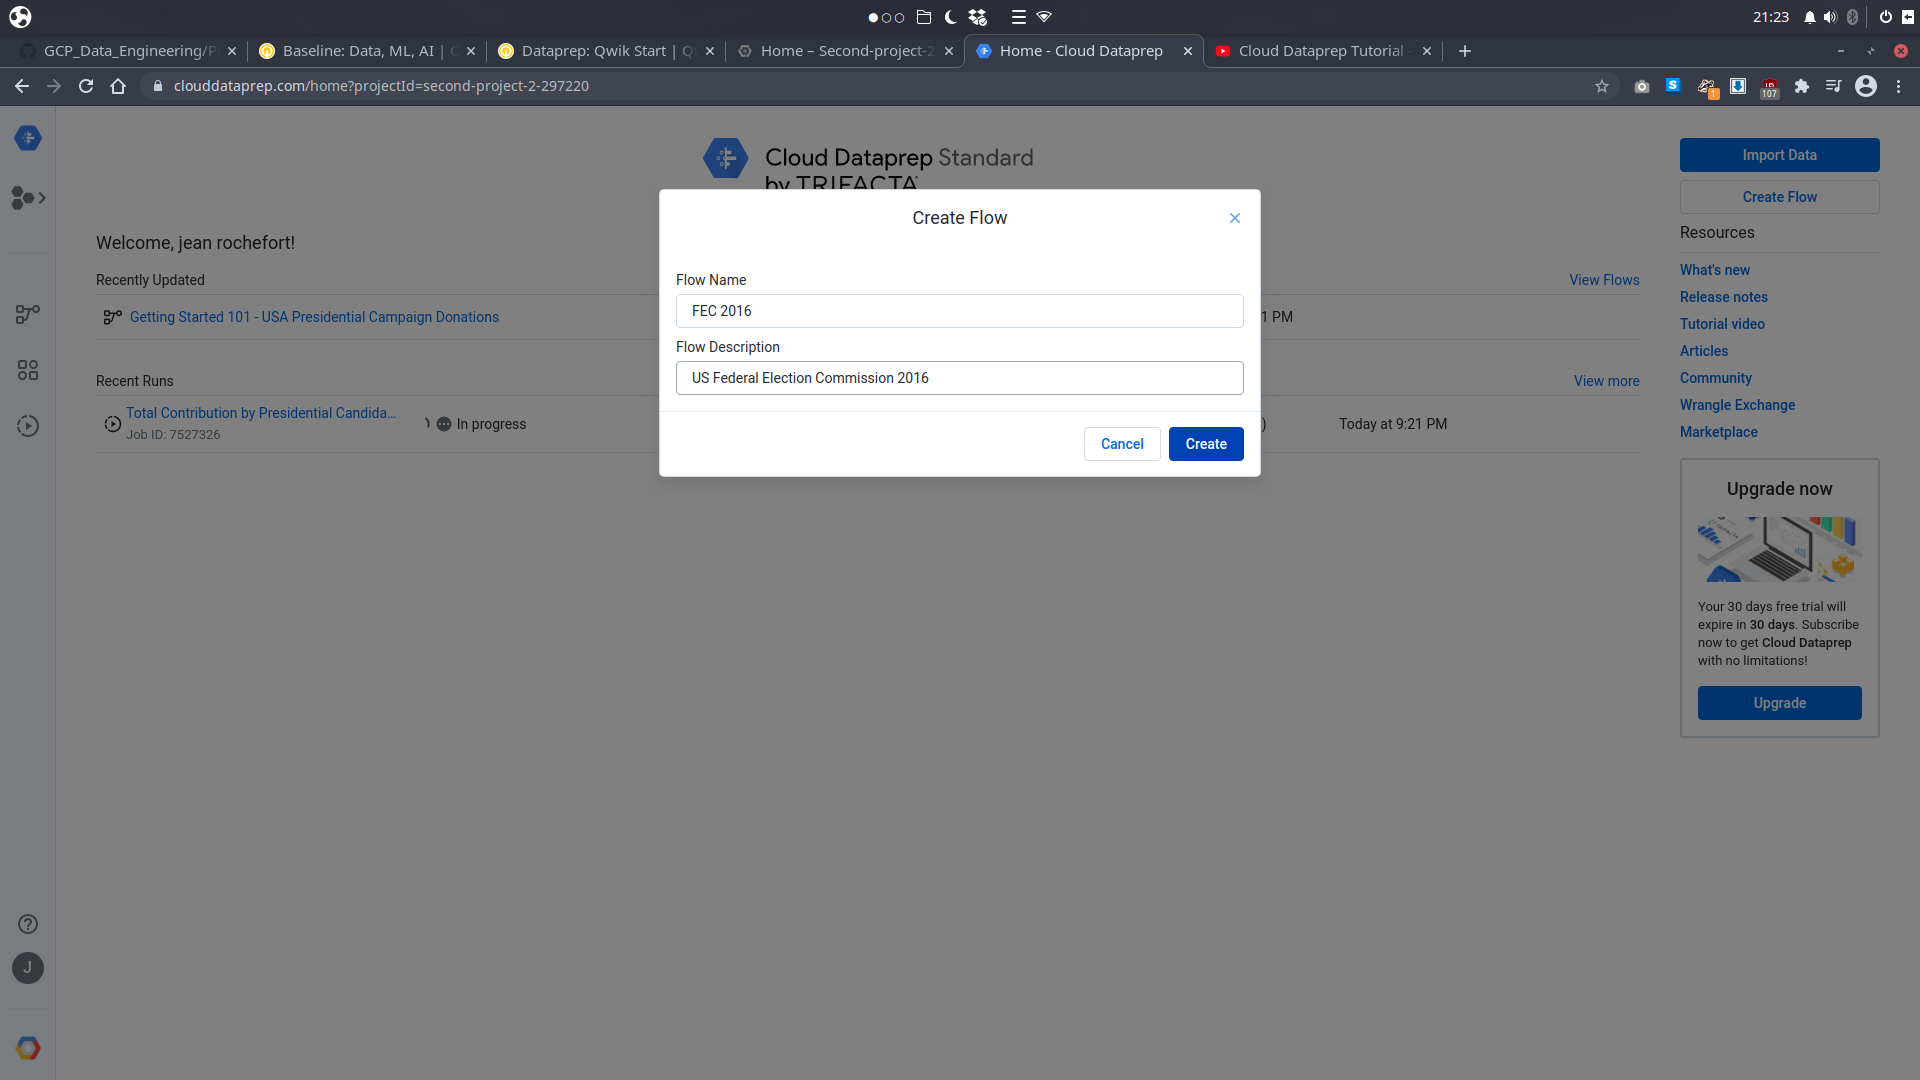 21:23
GCP_Data_Engineering/P
Baseline: Data, ML, AI |
Dataprep: Qwik Start |
Home – Second-project-2
Home - Cloud Dataprep
Cloud Dataprep Tutorial
clouddataprep.com/home?projectId=second-project-2-297220
1
107
Cloud Dataprep Standard
by TRIFACTA
Import Data
Create Flow
Resources
What's new
Release notes
Tutorial video
Articles
Community
Wrangle Exchange
Marketplace
Welcome, jean rochefort!
Recently Updated
View Flows
Getting Started 101 - USA Presidential Campaign Donations
1 PM
Recent Runs
View more
Total Contribution by Presidential Candida...
Job ID: 7527326
In progress
)
Today at 9:21 PM
Create Flow
Flow Name
FEC 2016
Flow Description
US Federal Election Commission 2016
Cancel
Create
Upgrade now
TRIFACTA
Your 30 days free trial will
expire in 30 days. Subscribe
now to get Cloud Dataprep
with no limitations!
Upgrade
J